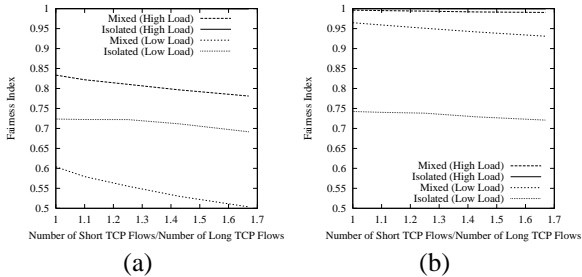 1
0.95
0.9
0.85
0.8
0.75
0.7
0.65
0.6
0.55
0.5
Fairness Index
Mixed (High Load)
Isolated (High Load)
Mixed (Low Load)
Isolated (Low Load)
1 1.1 1.2 1.3 1.4 1.5 1.6 1.7
Number of Short TCP Flows/Number of Long TCP Flows
(a)
1
0.95
0.9
0.85
0.8
0.75
0.7
0.65
0.6
0.55
0.5
Fairness Index
Mixed (High Load)
Isolated (High Load)
Mixed (Low Load)
Isolated (Low Load)
1 1.1 1.2 1.3 1.4 1.5 1.6 1.7
Number of Short TCP Flows/Number of Long TCP Flows
(b)